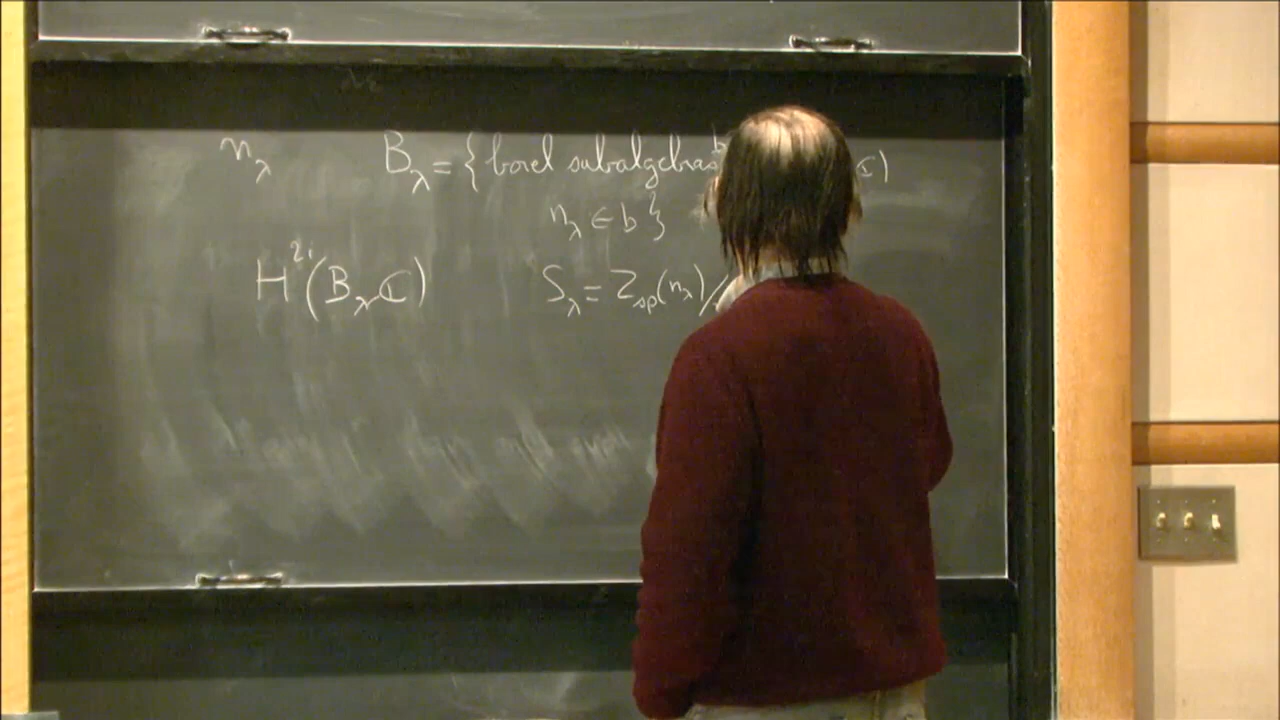 n_λ B_λ = { borel subalgebras b ℂ)
n_λ ∈ b }
H^{2i}(B_λ, ℂ) S_λ = Z_{sp}(n_λ)/